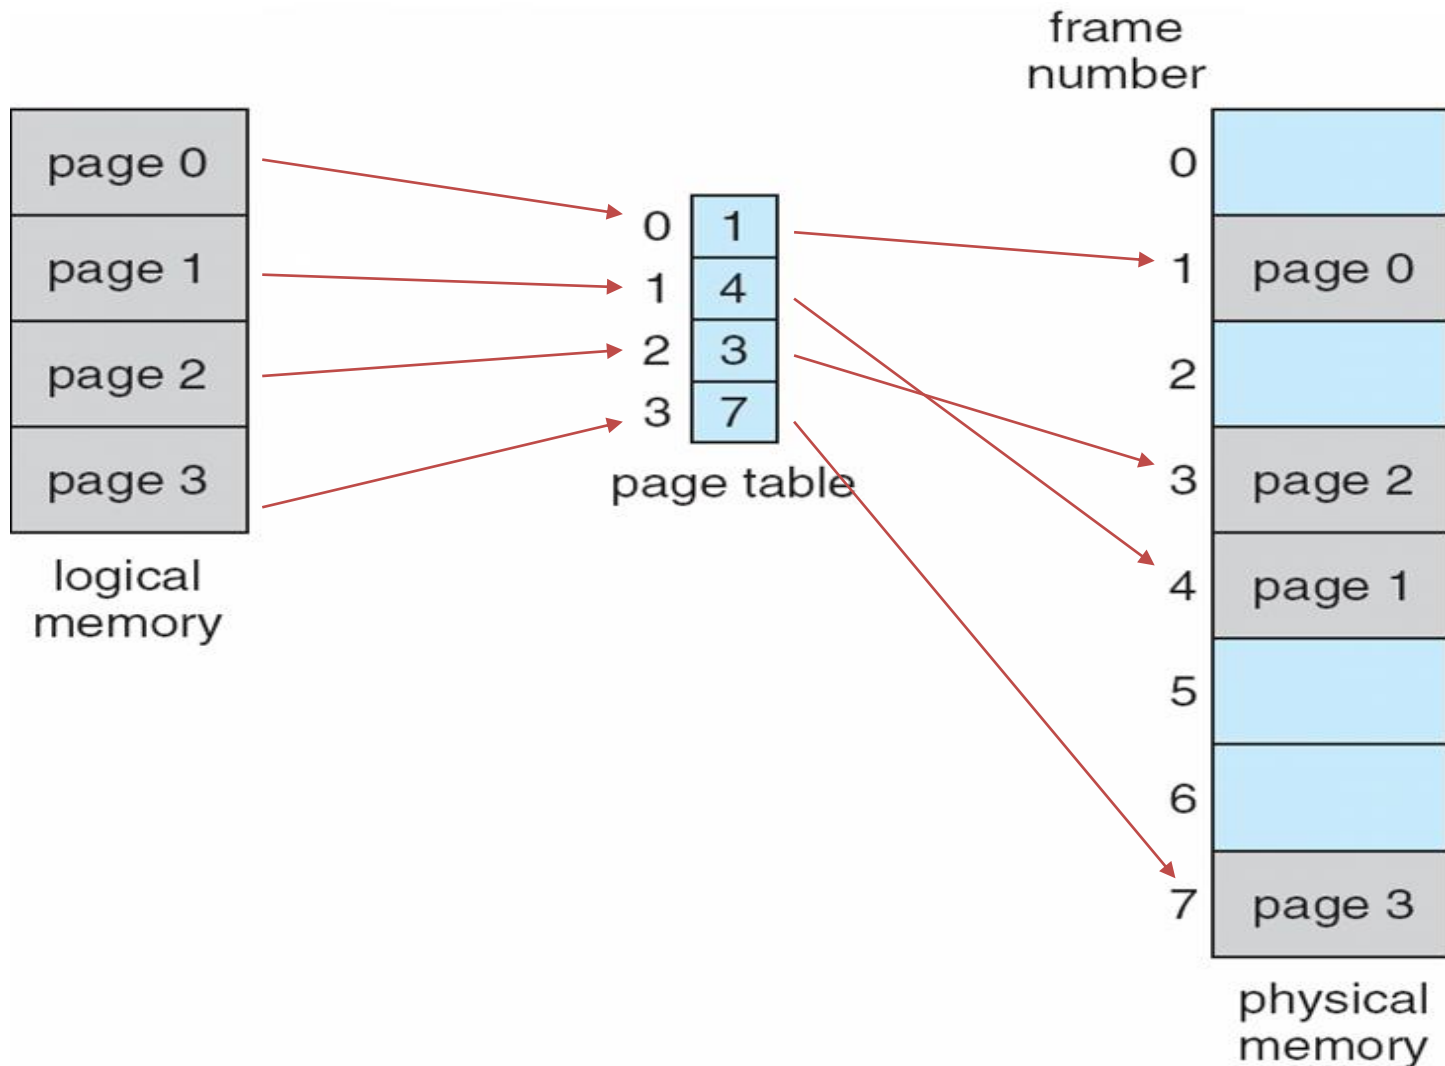 frame
number
page 0
page 1
page 2
page 3
logical
memory
0 1
1 4
2 3
3 7
page table
0
1 page 0
2
3 page 2
4 page 1
5
6
7 page 3
physical
memory